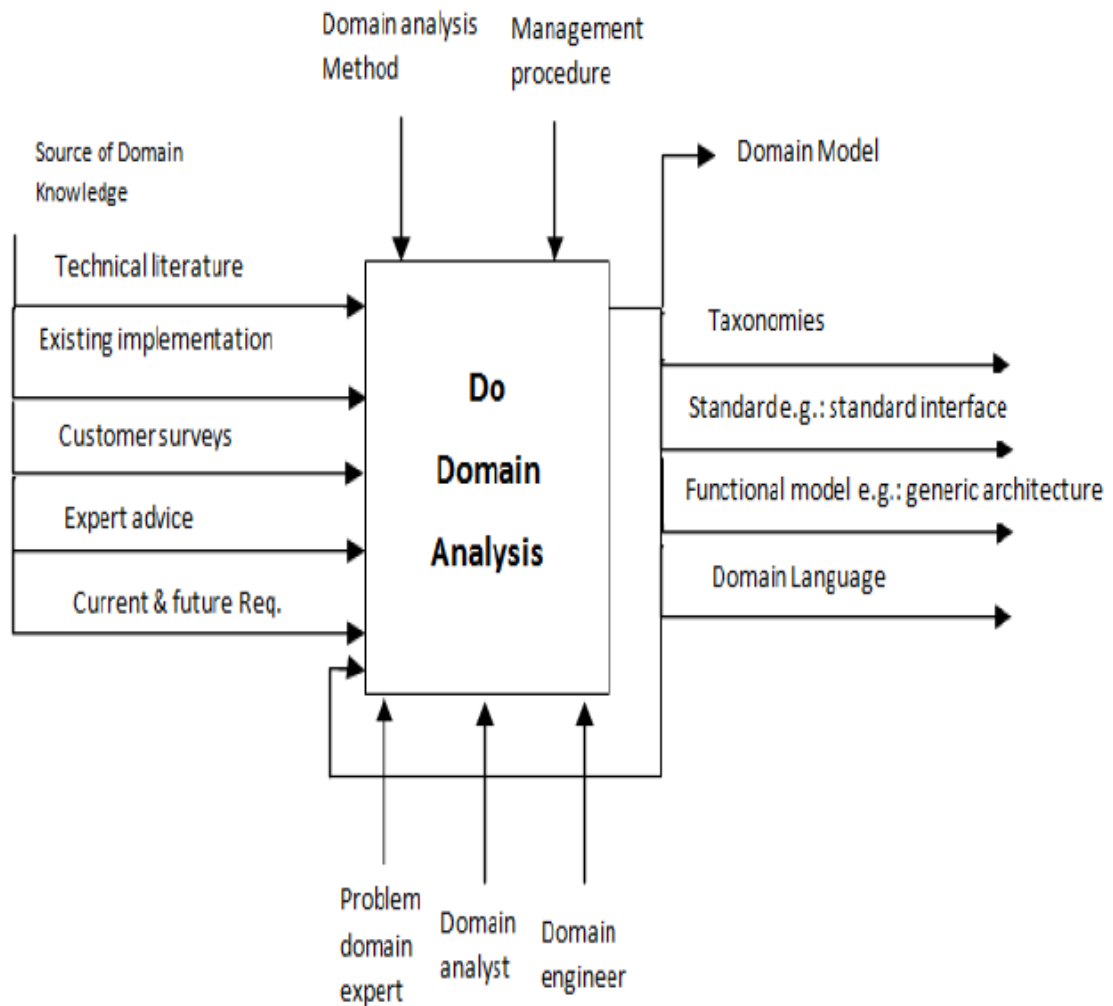 Domain analysis
Method
Management
procedure
Source of Domain
Knowledge
Domain Model
Technical literature
Existing implementation
Customer surveys
Expert advice
Current & future Req.
Do
Domain
Analysis
Taxonomies
Standard e.g.: standard interface
Functional model e.g.: generic architecture
Domain Language
Problem
domain
expert
Domain
analyst
Domain
engineer